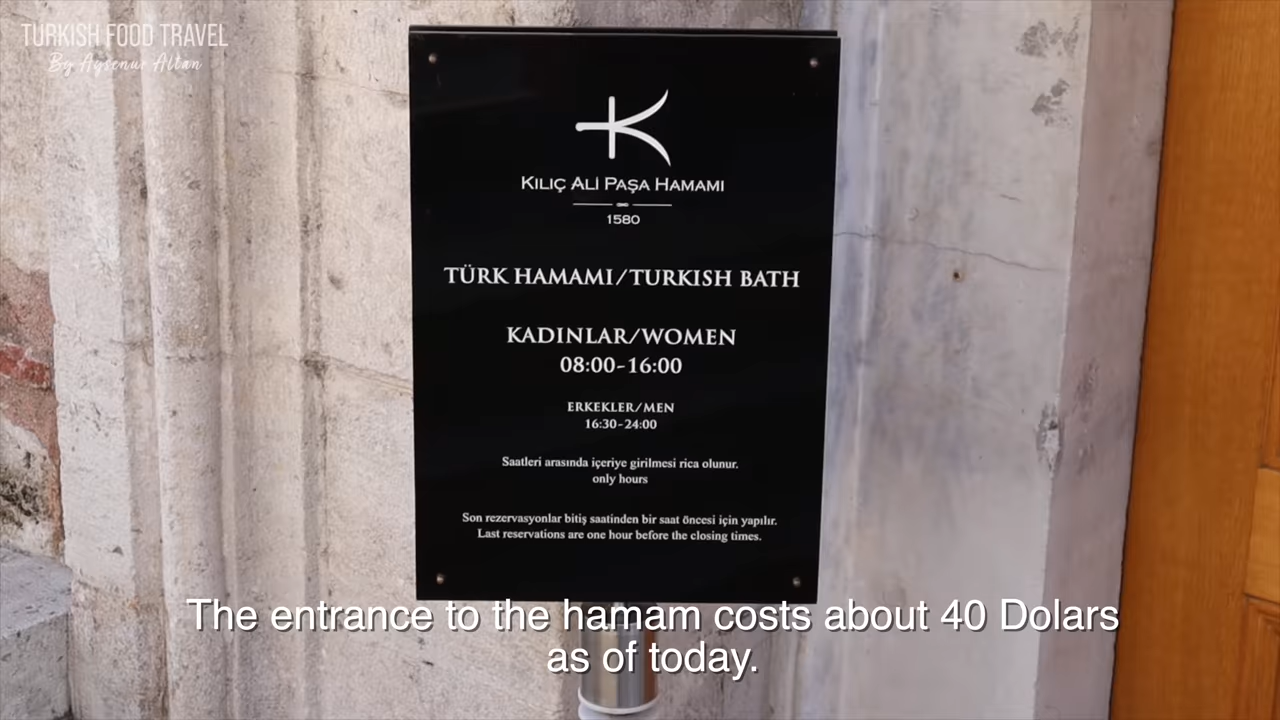 TURKISH FOOD TRAVEL
By Ayşenur Altan
KILIÇ ALİ PAŞA HAMAMI
1580
TÜRK HAMAMI/TURKISH BATH
KADINLAR/WOMEN
08:00-16:00
ERKEKLER/MEN
16:30-24:00
Saatleri arasında içeriye girilmesi rica olunur.
only hours
Son rezervasyonlar bitiş saatinden bir saat öncesi için yapılır.
Last reservations are one hour before the closing times.
The entrance to the hamam costs about 40 Dolars
as of today.